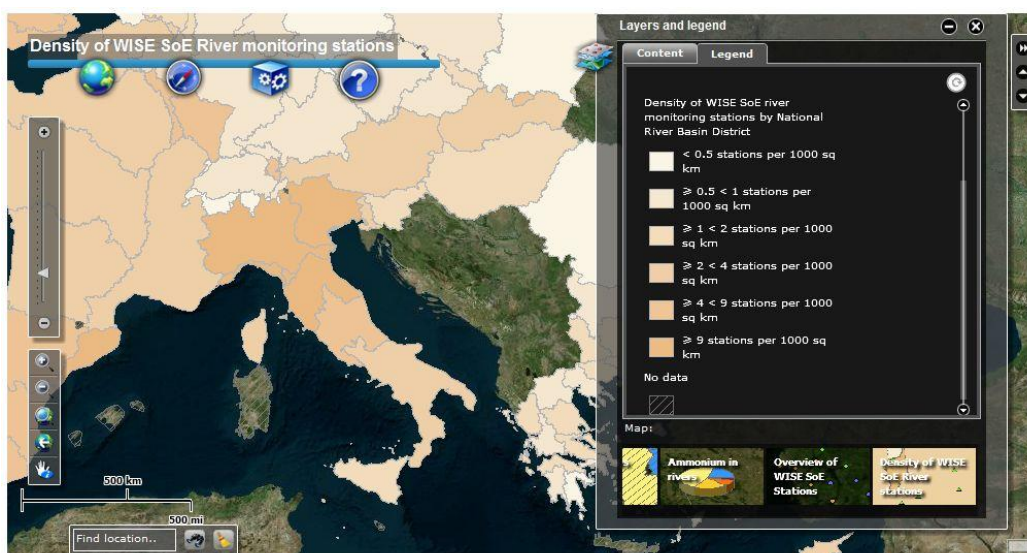 Density of WISE SoE River monitoring stations
Layers and legend
Content
Legend
Density of WISE SoE river
monitoring stations by National
River Basin District
< 0.5 stations per 1000 sq
km
≥ 0.5 < 1 stations per
1000 sq km
≥ 1 < 2 stations per 1000
sq km
≥ 2 < 4 stations per 1000
sq km
≥ 4 < 9 stations per 1000
sq km
≥ 9 stations per 1000 sq
km
No data
Map:
Ammonium in
rivers
Overview of
WISE SoE
Stations
Density of WISE
SoE River
stations
500 km
500 mi
Find location..